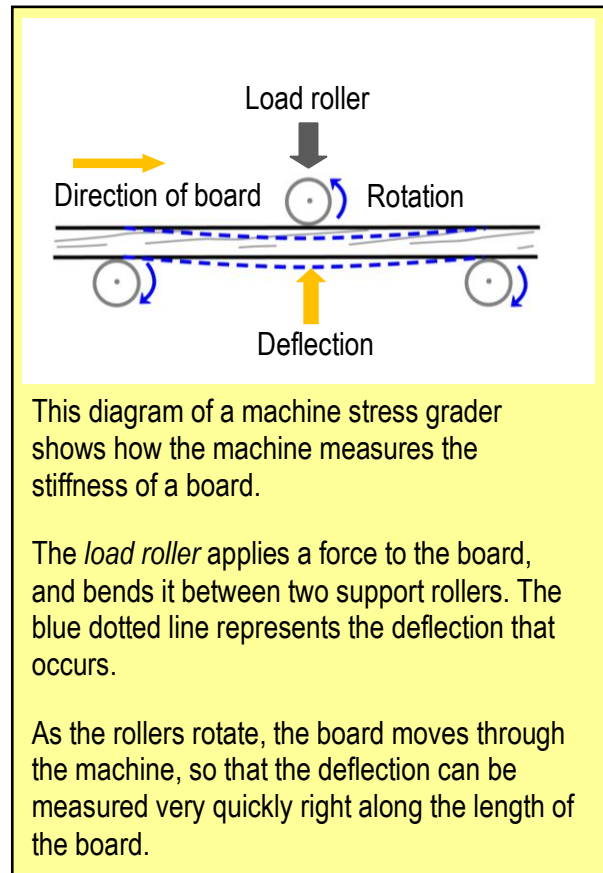 Load roller
Direction of board
Rotation
Deflection
This diagram of a machine stress grader
shows how the machine measures the
stiffness of a board.
The load roller applies a force to the board,
and bends it between two support rollers. The
blue dotted line represents the deflection that
occurs.
As the rollers rotate, the board moves through
the machine, so that the deflection can be
measured very quickly right along the length of
the board.